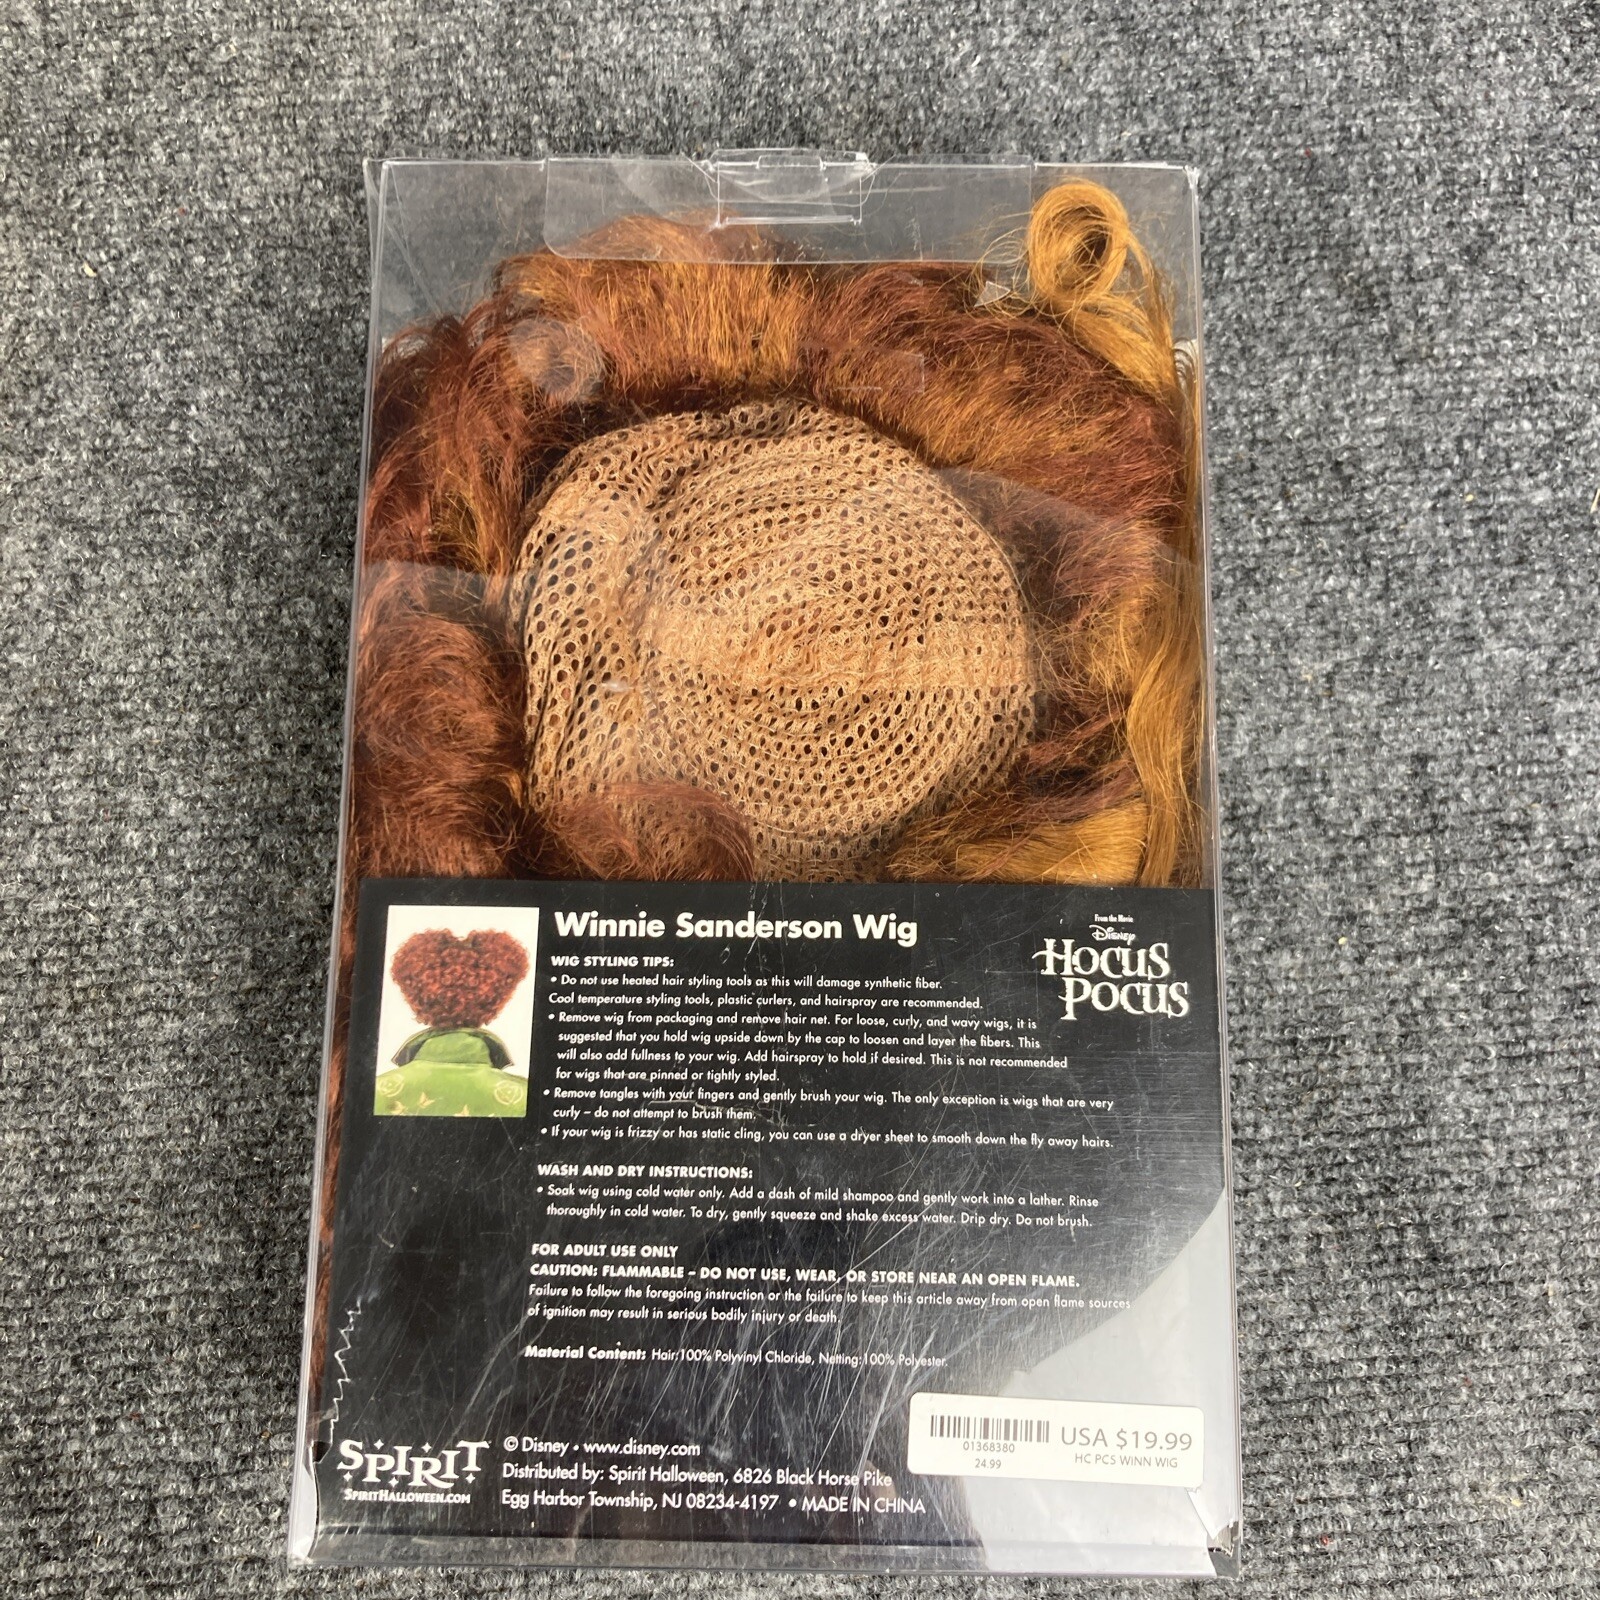 Winnie Sanderson Wig
From the Movie
Disney
HOCUS
POCUS
WIG STYLING TIPS:
• Do not use heated hair styling tools as this will damage synthetic fiber.
Cool temperature styling tools, plastic curlers, and hairspray are recommended.
• Remove wig from packaging and remove hair net. For loose, curly, and wavy wigs, it is
suggested that you hold wig upside down by the cap to loosen and layer the fibers. This
will also add fullness to your wig. Add hairspray to hold if desired. This is not recommended
for wigs that are pinned or tightly styled.
• Remove tangles with your fingers and gently brush your wig. The only exception is wigs that are very
curly – do not attempt to brush them.
• If your wig is frizzy or has static cling, you can use a dryer sheet to smooth down the fly away hairs.
WASH AND DRY INSTRUCTIONS:
• Soak wig using cold water only. Add a dash of mild shampoo and gently work into a lather. Rinse
thoroughly in cold water. To dry, gently squeeze and shake excess water. Drip dry. Do not brush.
FOR ADULT USE ONLY
CAUTION: FLAMMABLE – DO NOT USE, WEAR, OR STORE NEAR AN OPEN FLAME.
Failure to follow the foregoing instruction or the failure to keep this article away from open flame sources
of ignition may result in serious bodily injury or death.
Material Content: Hair:100% Polyvinyl Chloride, Netting:100% Polyester.
01368380
24.99
USA $19.99
HC PCS WINN WIG
SPIRIT
SPIRITHALLOWEEN.COM
© Disney • www.disney.com
Distributed by: Spirit Halloween, 6826 Black Horse Pike
Egg Harbor Township, NJ 08234-4197 • MADE IN CHINA